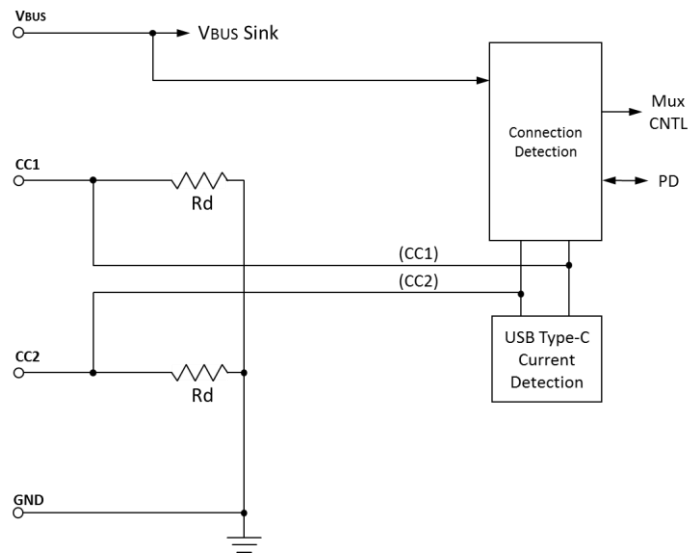 VBUS
VBUS Sink
Mux
CNTL
Connection
Detection
CC1
Rd
PD
(CC1)
(CC2)
USB Type-C
Current
Detection
CC2
Rd
GND